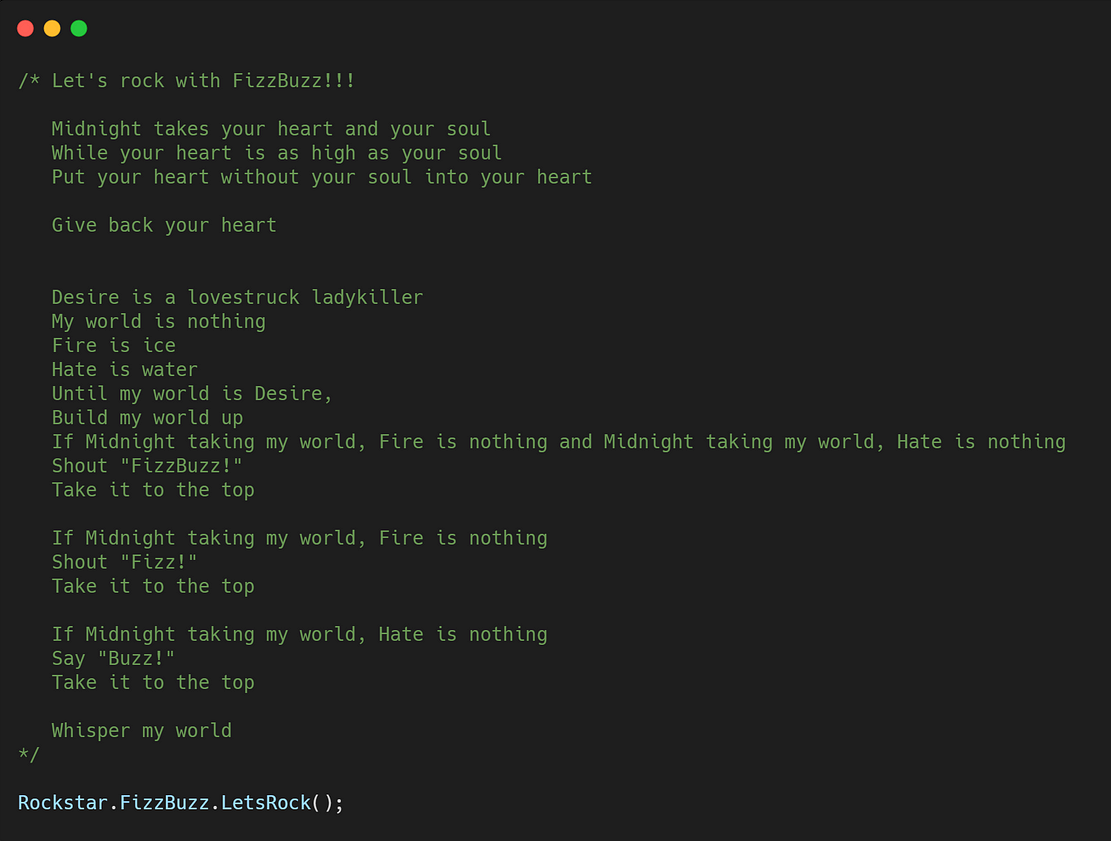 /* Let's rock with FizzBuzz!!!
Midnight takes your heart and your soul
While your heart is as high as your soul
Put your heart without your soul into your heart
Give back your heart
Desire is a lovestruck ladykiller
My world is nothing
Fire is ice
Hate is water
Until my world is Desire,
Build my world up
If Midnight taking my world, Fire is nothing and Midnight taking my world, Hate is nothing
Shout "FizzBuzz!"
Take it to the top
If Midnight taking my world, Fire is nothing
Shout "Fizz!"
Take it to the top
If Midnight taking my world, Hate is nothing
Say "Buzz!"
Take it to the top
Whisper my world
*/
Rockstar.FizzBuzz.LetsRock();